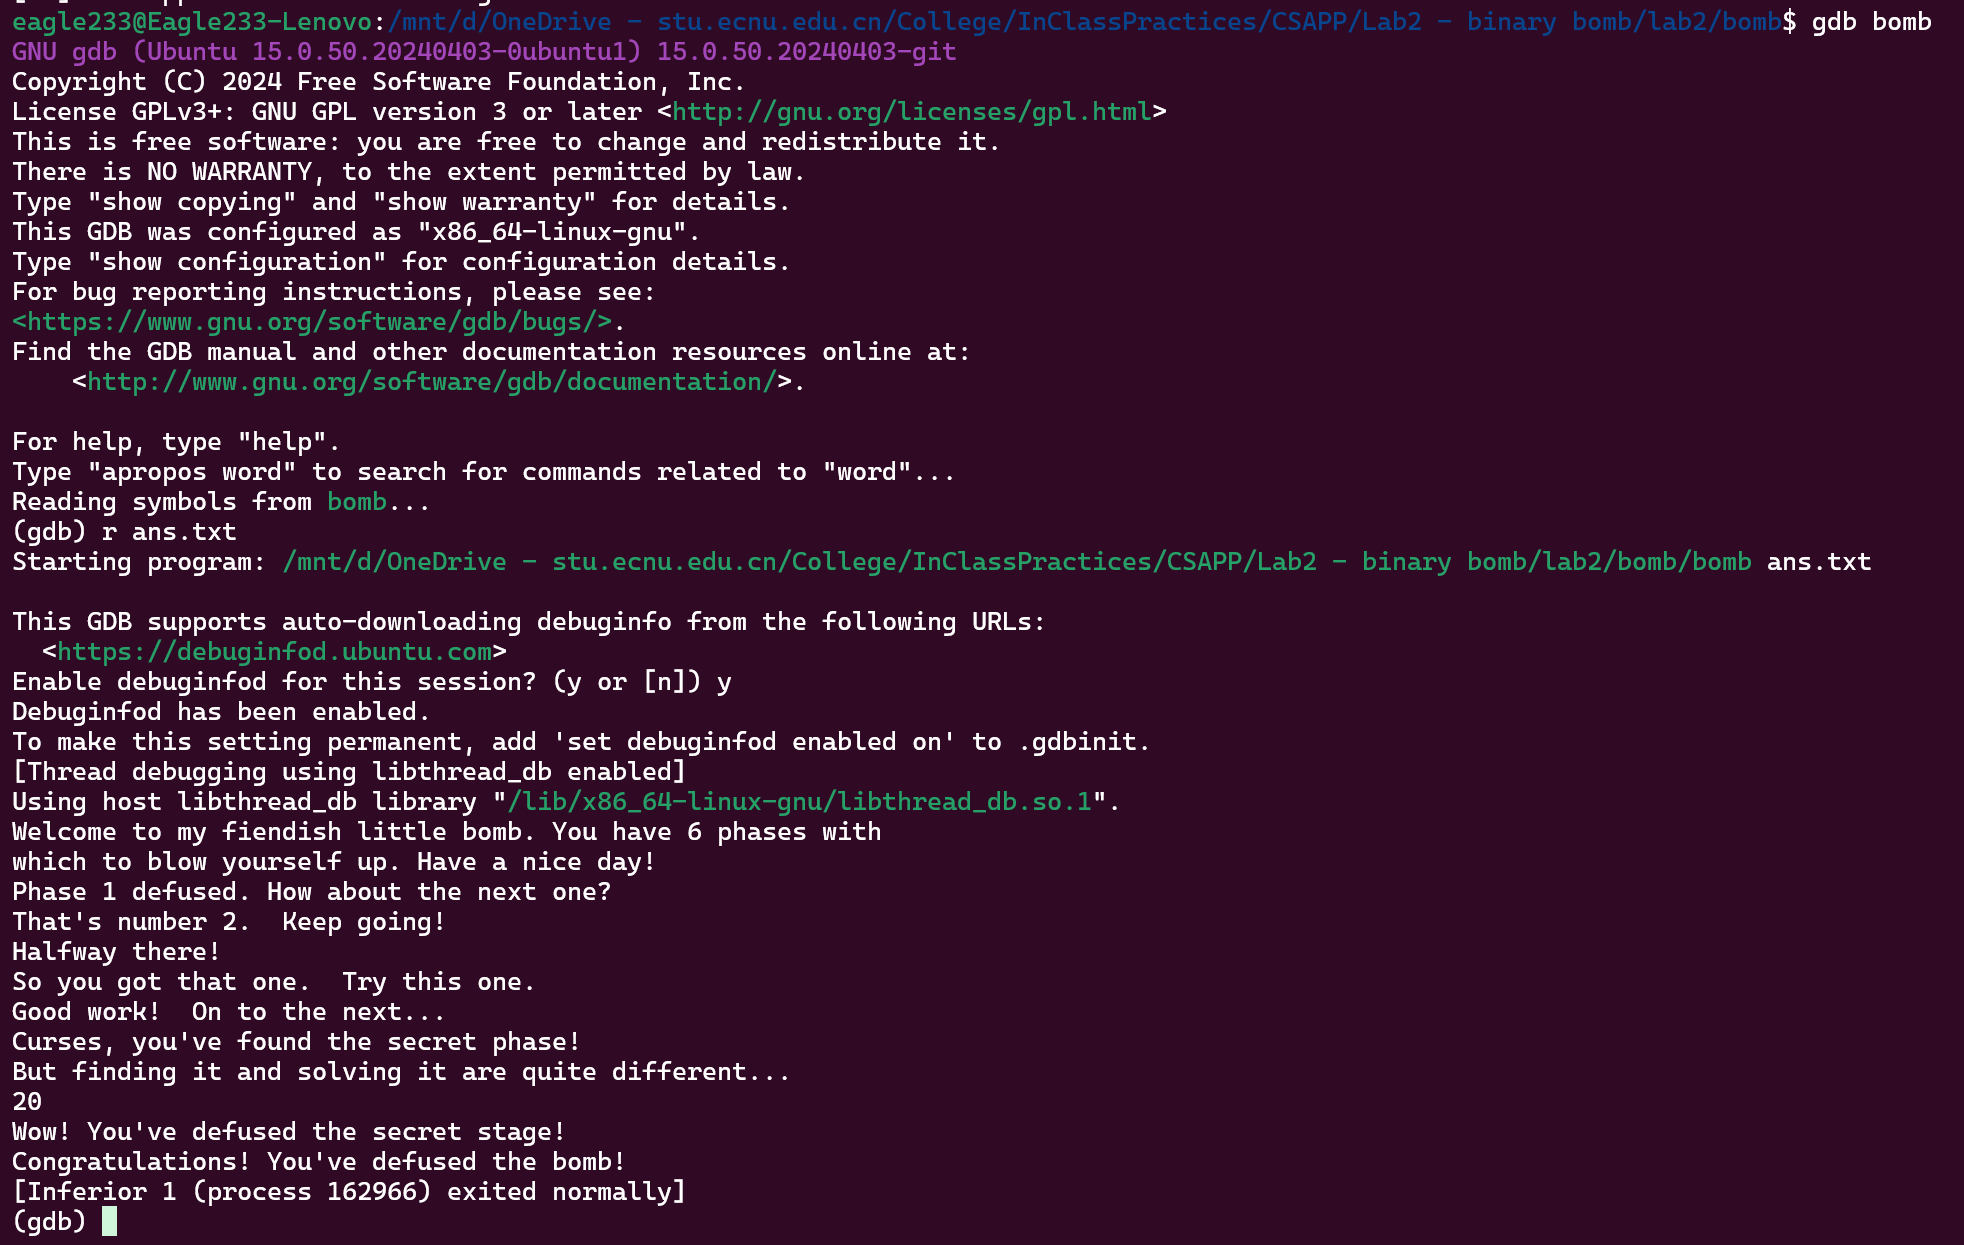 eagle233@Eagle233-Lenovo:/mnt/d/OneDrive - stu.ecnu.edu.cn/College/InClassPractices/CSAPP/Lab2 - binary bomb/lab2/bomb$ gdb bomb
GNU gdb (Ubuntu 15.0.50.20240403-0ubuntu1) 15.0.50.20240403-git
Copyright (C) 2024 Free Software Foundation, Inc.
License GPLv3+: GNU GPL version 3 or later <http://gnu.org/licenses/gpl.html>
This is free software: you are free to change and redistribute it.
There is NO WARRANTY, to the extent permitted by law.
Type "show copying" and "show warranty" for details.
This GDB was configured as "x86_64-linux-gnu".
Type "show configuration" for configuration details.
For bug reporting instructions, please see:
<https://www.gnu.org/software/gdb/bugs/>.
Find the GDB manual and other documentation resources online at:
    <http://www.gnu.org/software/gdb/documentation/>.

For help, type "help".
Type "apropos word" to search for commands related to "word"...
Reading symbols from bomb...
(gdb) r ans.txt
Starting program: /mnt/d/OneDrive - stu.ecnu.edu.cn/College/InClassPractices/CSAPP/Lab2 - binary bomb/lab2/bomb/bomb ans.txt

This GDB supports auto-downloading debuginfo from the following URLs:
  <https://debuginfod.ubuntu.com>
Enable debuginfod for this session? (y or [n]) y
Debuginfod has been enabled.
To make this setting permanent, add 'set debuginfod enabled on' to .gdbinit.
[Thread debugging using libthread_db enabled]
Using host libthread_db library "/lib/x86_64-linux-gnu/libthread_db.so.1".
Welcome to my fiendish little bomb. You have 6 phases with
which to blow yourself up. Have a nice day!
Phase 1 defused. How about the next one?
That's number 2.  Keep going!
Halfway there!
So you got that one.  Try this one.
Good work!  On to the next...
Curses, you've found the secret phase!
But finding it and solving it are quite different...
20
Wow! You've defused the secret stage!
Congratulations! You've defused the bomb!
[Inferior 1 (process 162966) exited normally]
(gdb)